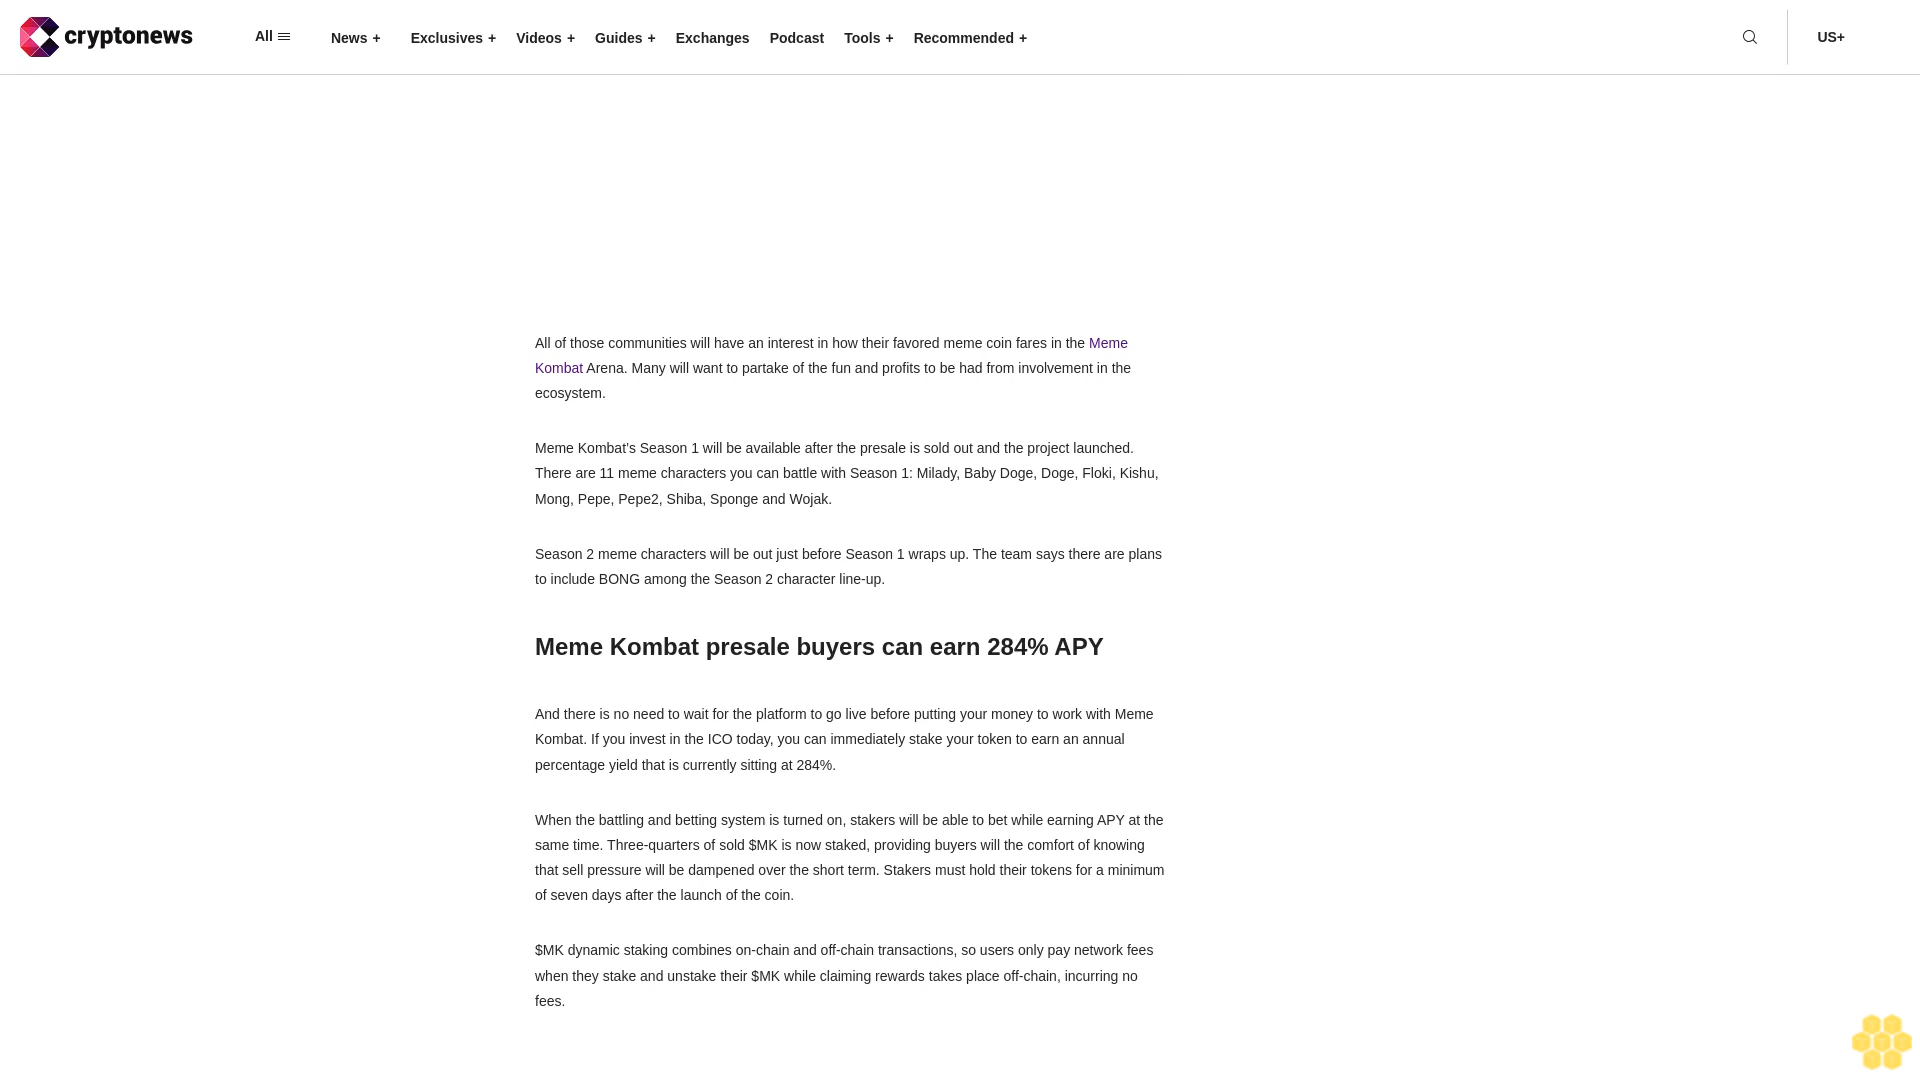 cryptonews
All
News +
Exclusives +
Videos +
Guides +
Exchanges
Podcast
Tools +
Recommended +
US+
All of those communities will have an interest in how their favored meme coin fares in the Meme
Kombat Arena. Many will want to partake of the fun and profits to be had from involvement in the
ecosystem.
Meme Kombat’s Season 1 will be available after the presale is sold out and the project launched.
There are 11 meme characters you can battle with Season 1: Milady, Baby Doge, Doge, Floki, Kishu,
Mong, Pepe, Pepe2, Shiba, Sponge and Wojak.
Season 2 meme characters will be out just before Season 1 wraps up. The team says there are plans
to include BONG among the Season 2 character line-up.
Meme Kombat presale buyers can earn 284% APY
And there is no need to wait for the platform to go live before putting your money to work with Meme
Kombat. If you invest in the ICO today, you can immediately stake your token to earn an annual
percentage yield that is currently sitting at 284%.
When the battling and betting system is turned on, stakers will be able to bet while earning APY at the
same time. Three-quarters of sold $MK is now staked, providing buyers will the comfort of knowing
that sell pressure will be dampened over the short term. Stakers must hold their tokens for a minimum
of seven days after the launch of the coin.
$MK dynamic staking combines on-chain and off-chain transactions, so users only pay network fees
when they stake and unstake their $MK while claiming rewards takes place off-chain, incurring no
fees.